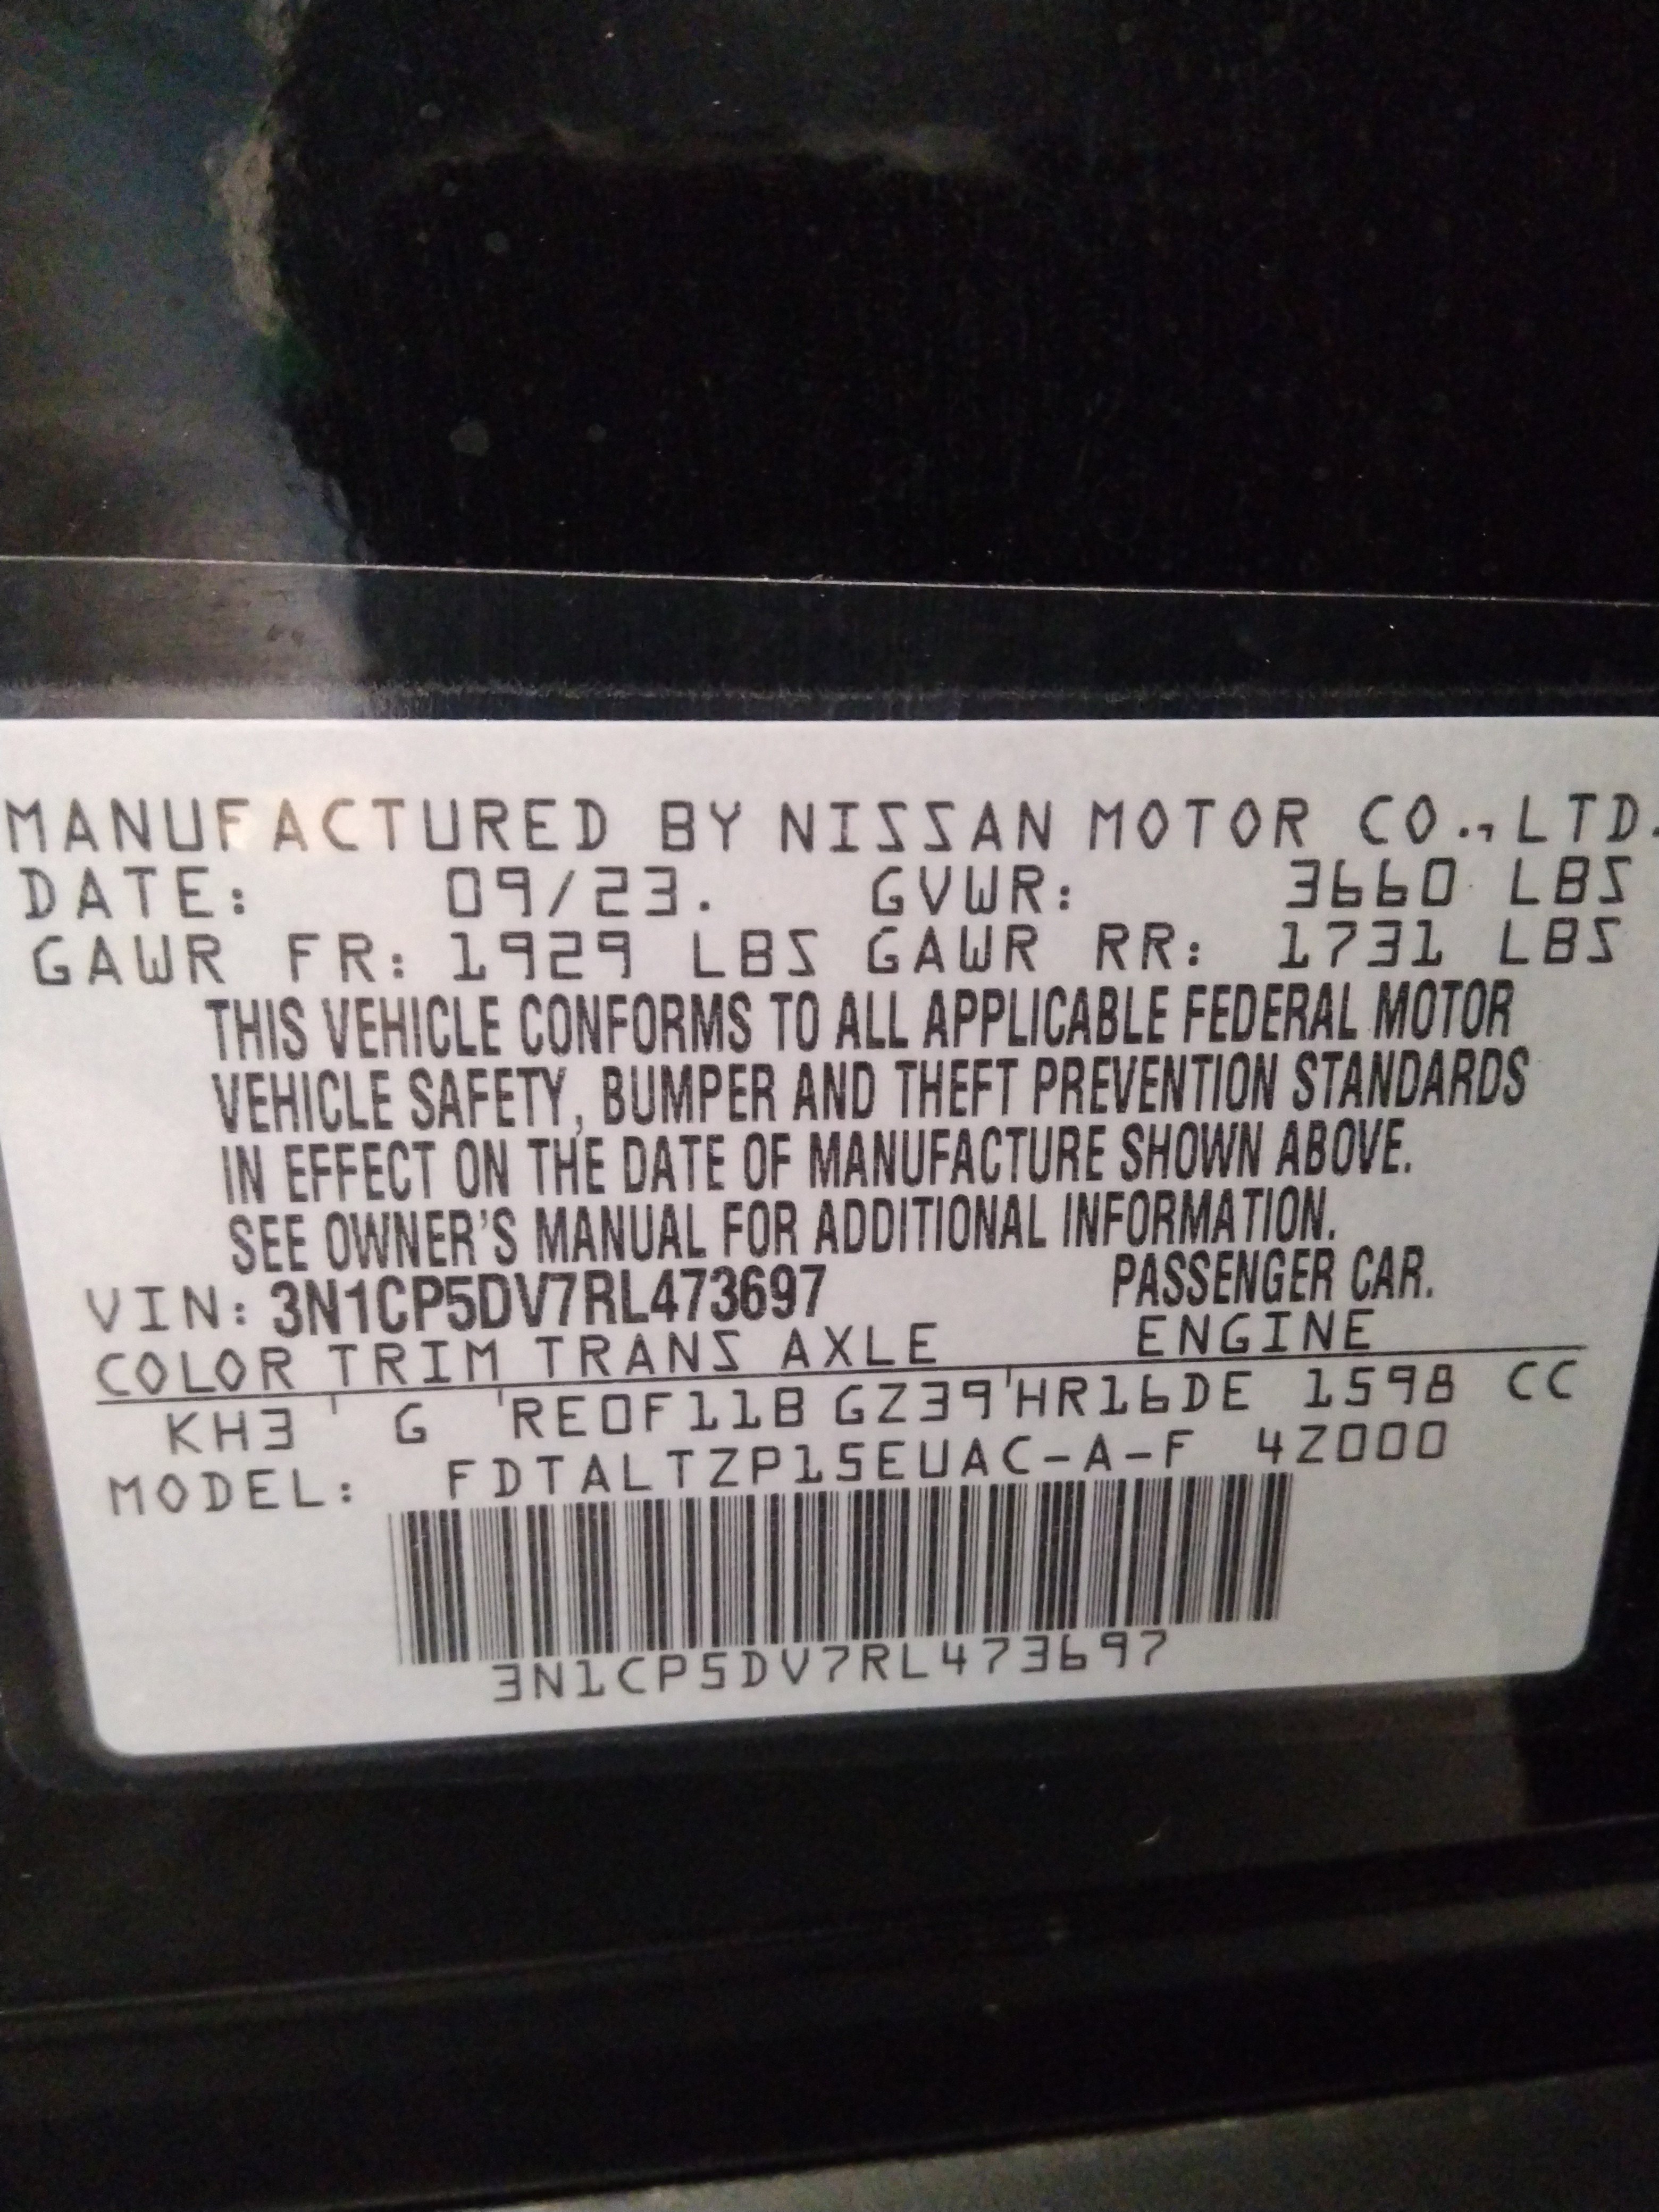 MANUFACTURED BY NISSAN MOTOR CO.,LTD.
DATE: 09/23. GVWR: 3660 LBS
GAWR FR: 1929 LBS GAWR RR: 1731 LBS
THIS VEHICLE CONFORMS TO ALL APPLICABLE FEDERAL MOTOR
VEHICLE SAFETY, BUMPER AND THEFT PREVENTION STANDARDS
IN EFFECT ON THE DATE OF MANUFACTURE SHOWN ABOVE.
SEE OWNER'S MANUAL FOR ADDITIONAL INFORMATION.
VIN: 3N1CP5DV7RL473697 PASSENGER CAR.
COLOR TRIM TRANS AXLE ENGINE
KH3 G RE0F11B GZ39 HR16DE 1598 CC
MODEL: FDTALTZP15EUAC-A-F 4Z000
3N1CP5DV7RL473697